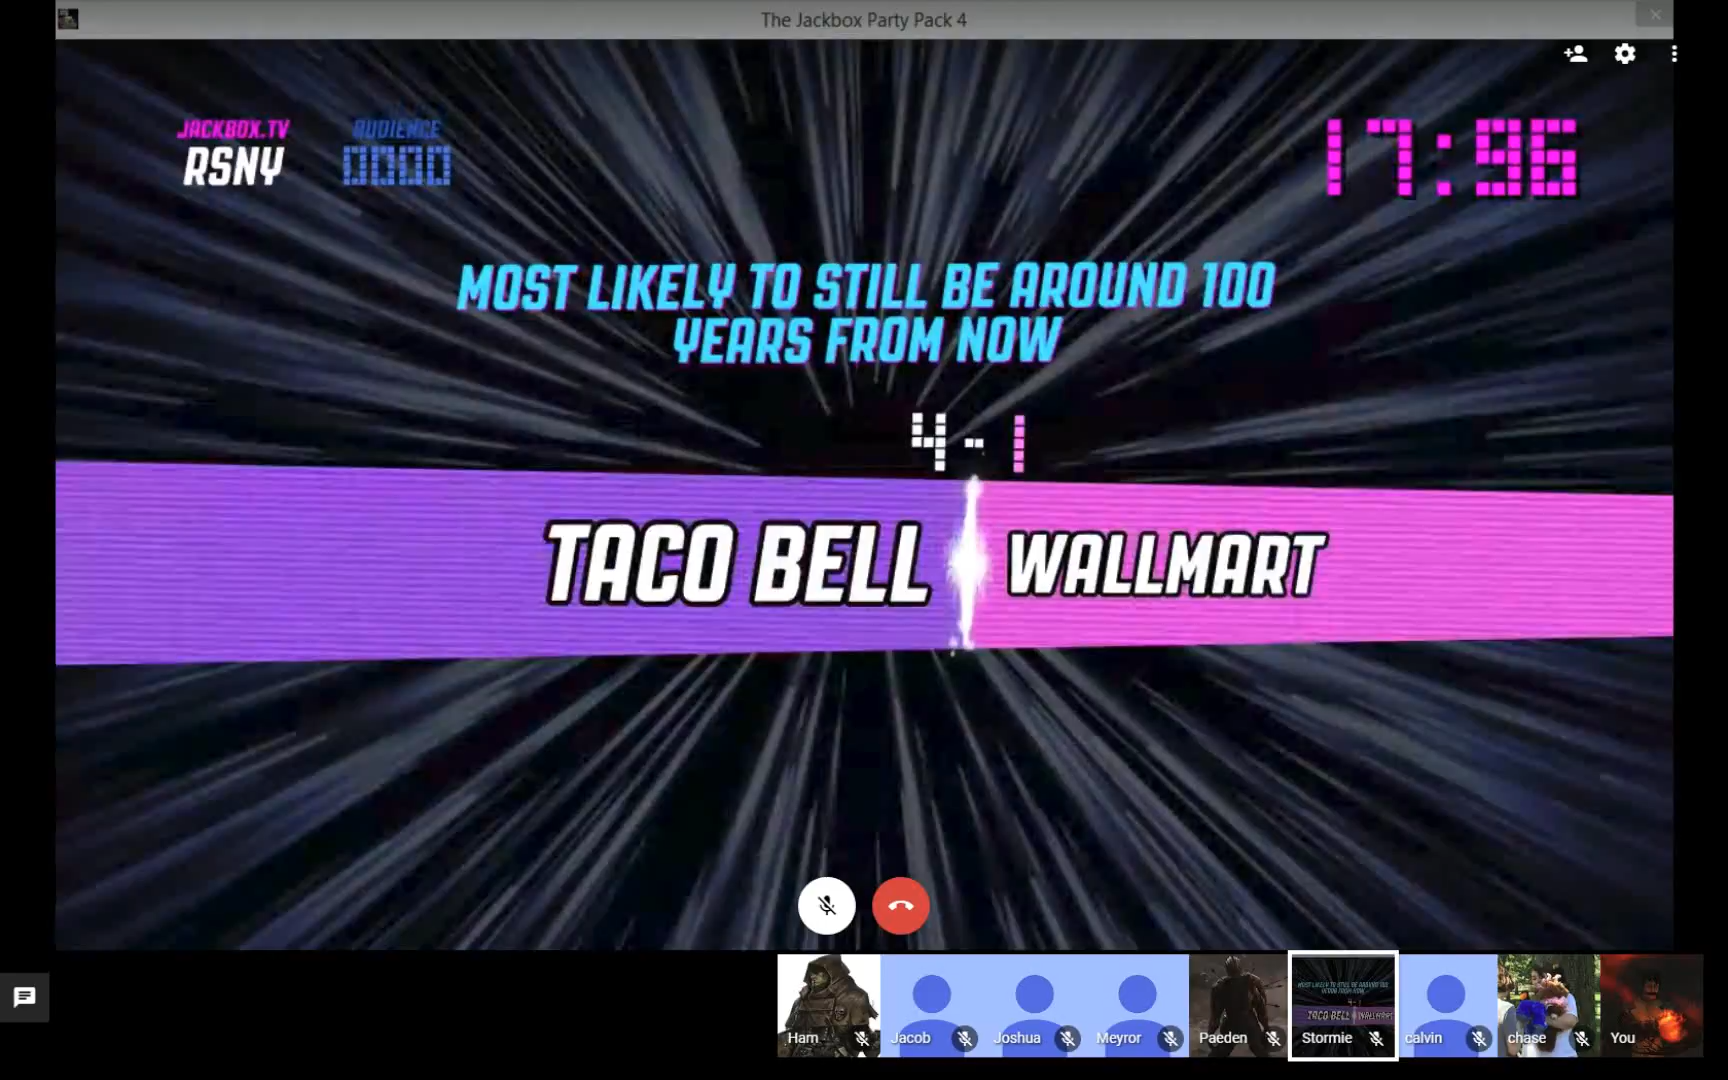 The Jackbox Party Pack 4
JACKBOX.TV
RSNY
AUDIENCE
0000
17:96
MOST LIKELY TO STILL BE AROUND 100
YEARS FROM NOW
4-1
TACO BELL
WALLMART
Ham
Jacob
Joshua
Meyror
Paeden
Stormie
calvin
chase
You